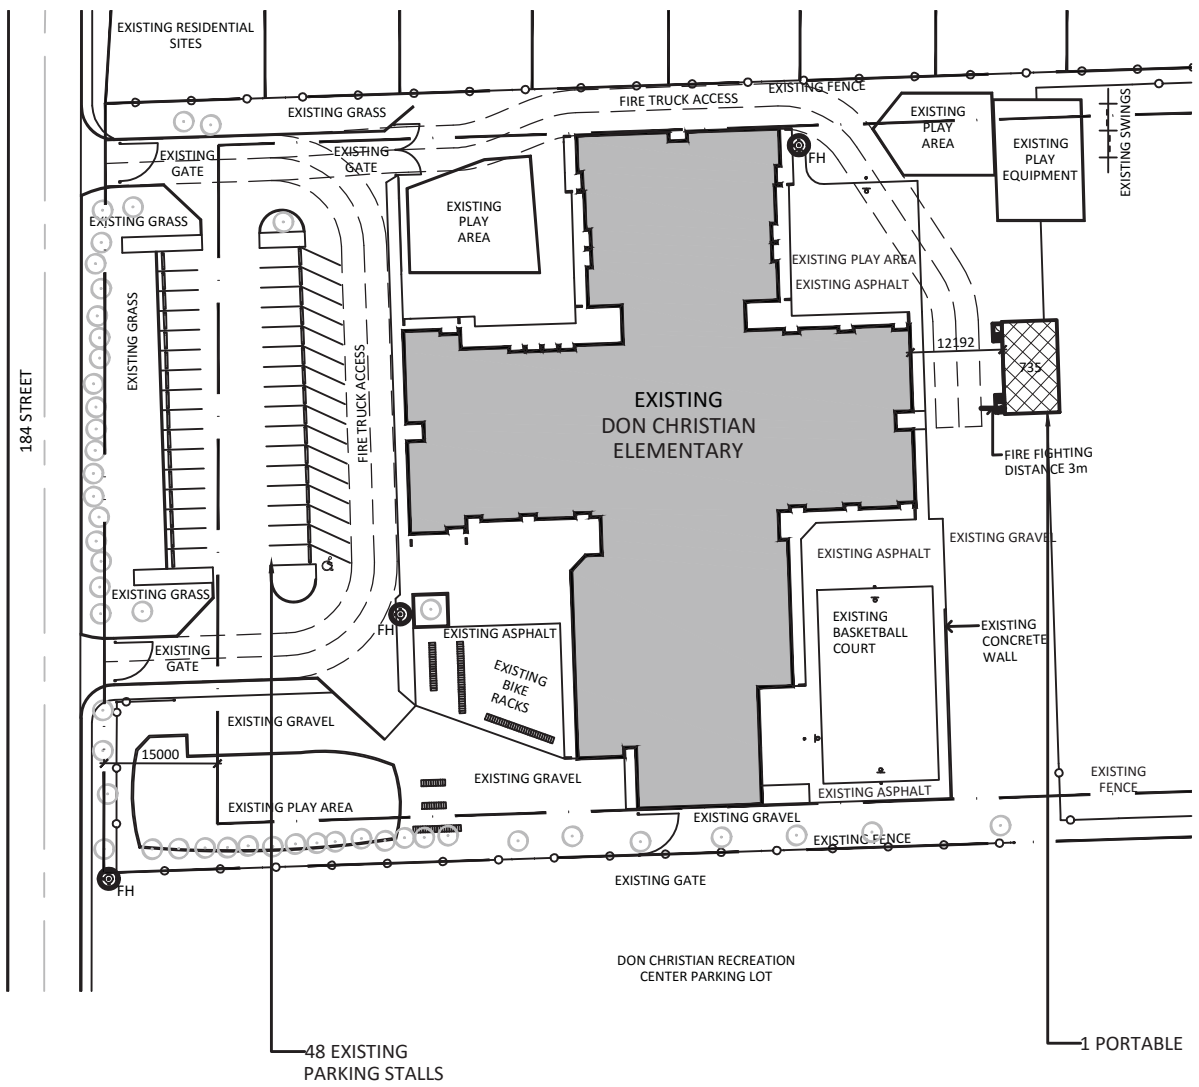 EXISTING RESIDENTIAL
SITES
EXISTING GRASS
FIRE TRUCK ACCESS
EXISTING FENCE
EXISTING SWINGS
EXISTING
PLAY
AREA
EXISTING
PLAY
EQUIPMENT
FH
EXISTING
GATE
EXISTING
GATE
EXISTING GRASS
EXISTING
PLAY
AREA
EXISTING PLAY AREA
EXISTING ASPHALT
EXISTING GRASS
FIRE TRUCK ACCESS
184 STREET
12192
735
EXISTING
DON CHRISTIAN
ELEMENTARY
FIRE FIGHTING
DISTANCE 3m
EXISTING GRAVEL
EXISTING ASPHALT
EXISTING GRASS
FH
EXISTING ASPHALT
EXISTING
BASKETBALL
COURT
EXISTING
CONCRETE
WALL
EXISTING
GATE
EXISTING
BIKE
RACKS
EXISTING GRAVEL
15000
EXISTING GRAVEL
EXISTING
FENCE
EXISTING PLAY AREA
EXISTING ASPHALT
EXISTING GRAVEL
EXISTING FENCE
EXISTING GATE
FH
DON CHRISTIAN RECREATION
CENTER PARKING LOT
48 EXISTING
PARKING STALLS
1 PORTABLE